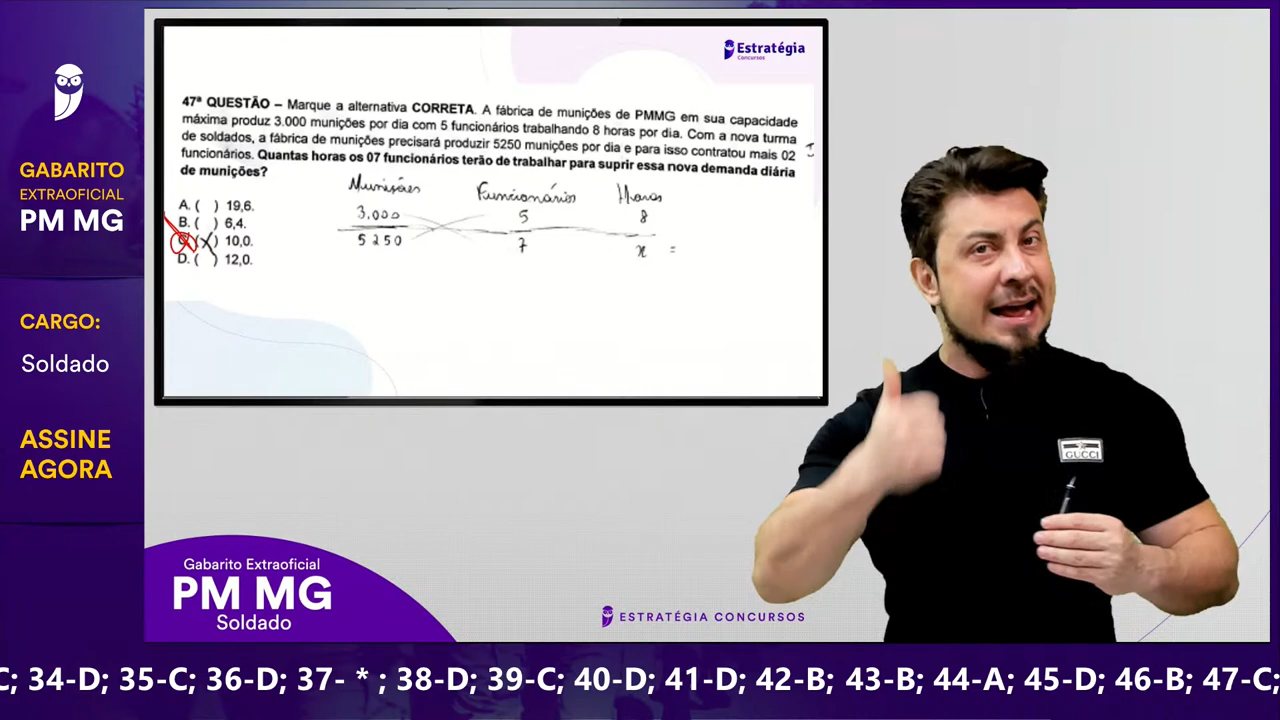 GABARITO
EXTRAOFICIAL
PM MG
CARGO:
Soldado
ASSINE
AGORA
Estratégia
Concursos
47ª QUESTÃO – Marque a alternativa CORRETA. A fábrica de munições de PMMG em sua capacidade
máxima produz 3.000 munições por dia com 5 funcionários trabalhando 8 horas por dia. Com a nova turma
de soldados, a fábrica de munições precisará produzir 5250 munições por dia e para isso contratou mais 02
funcionários. Quantas horas os 07 funcionários terão de trabalhar para suprir essa nova demanda diária
de munições?
A. ( ) 19,6.
B. ( ) 6,4.
C. (X) 10,0.
D. ( ) 12,0.
Munições Funcionários Horas
3.000 5 8
5250 7 x =
GUCCI
Gabarito Extraoficial
PM MG
Soldado
ESTRATÉGIA CONCURSOS
C; 34-D; 35-C; 36-D; 37- * ; 38-D; 39-C; 40-D; 41-D; 42-B; 43-B; 44-A; 45-D; 46-B; 47-C;